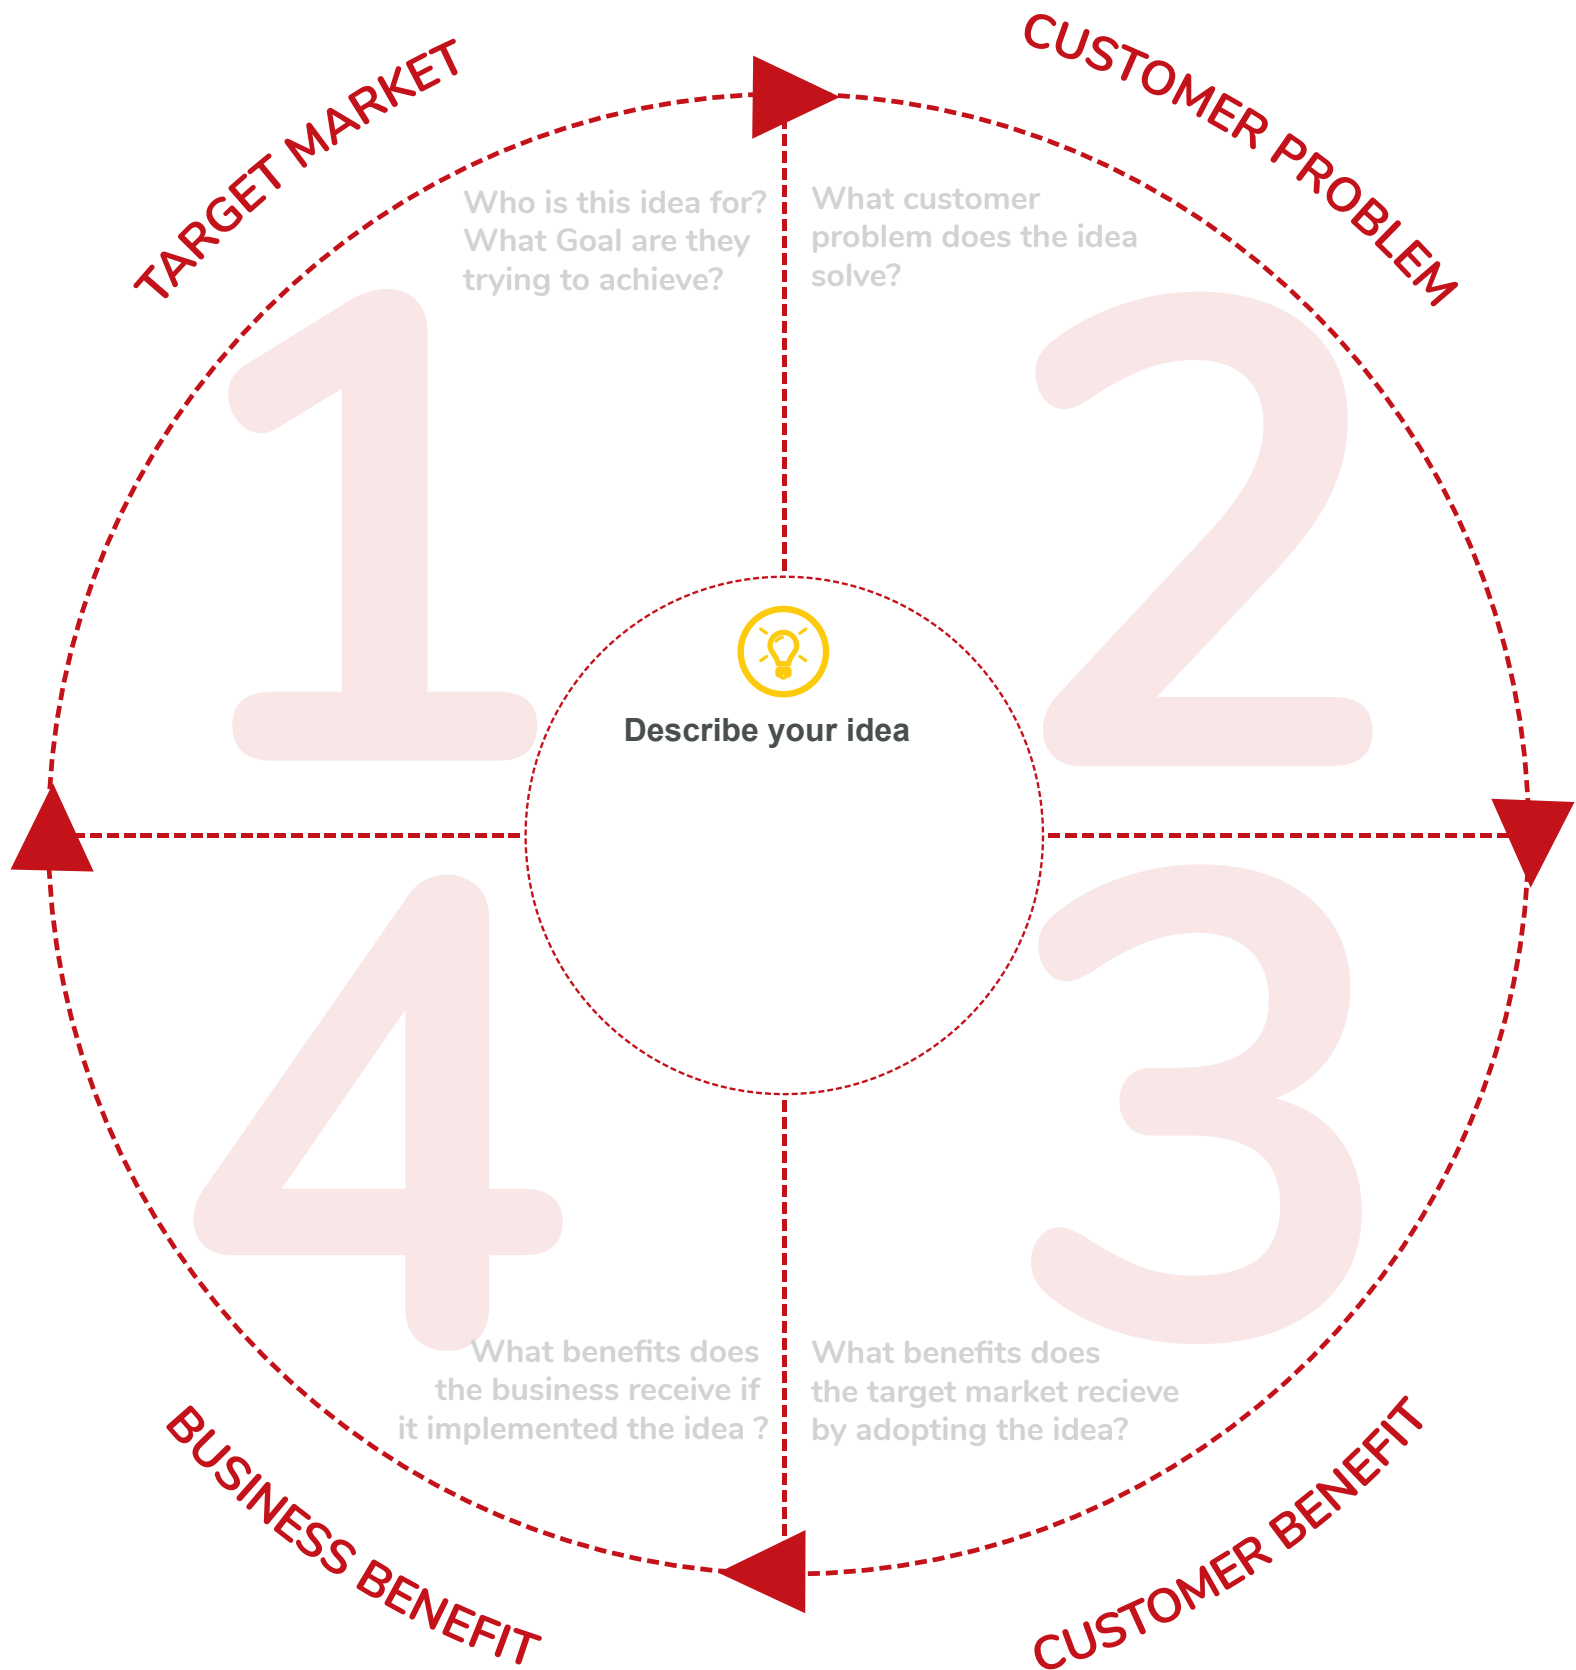 TARGET MARKET
CUSTOMER PROBLEM
Who is this idea for?
What Goal are they
trying to achieve?
What customer
problem does the idea
solve?
1
2
Describe your idea
4
3
What benefits does
the business receive if
it implemented the idea ?
What benefits does
the target market recieve
by adopting the idea?
BUSINESS BENEFIT
CUSTOMER BENEFIT